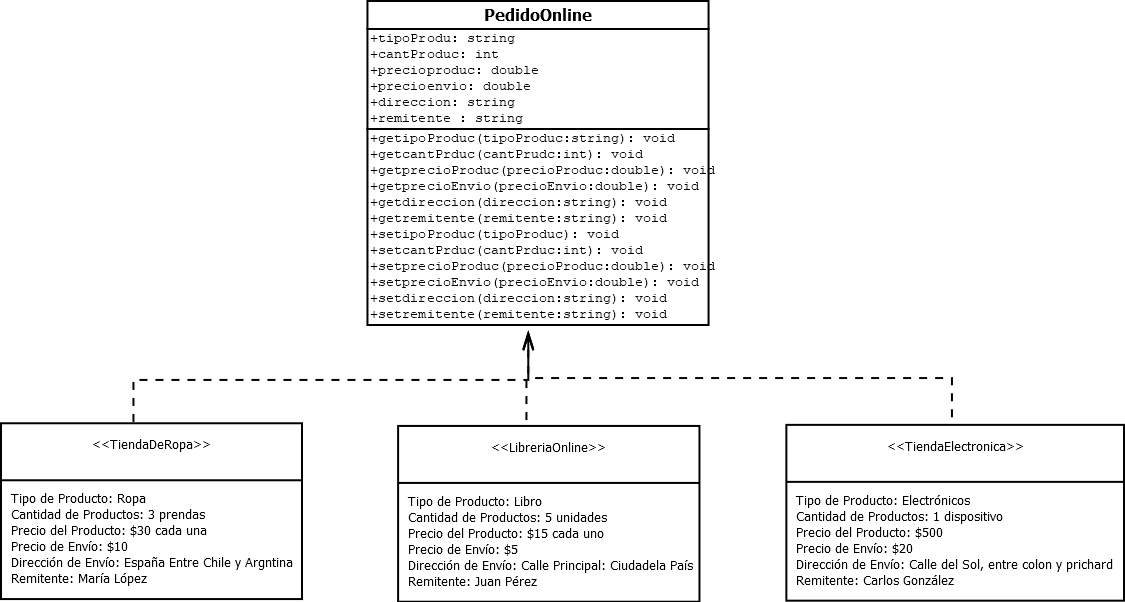 PedidoOnline
+tipoProdu: string
+cantProduc: int
+precioproduc: double
+precioenvio: double
+direccion: string
+remitente : string
+getipoProduc(tipoProduc:string): void
+getcantPrduc(cantPrudc:int): void
+getprecioProduc(precioProduc:double): void
+getprecioEnvio(precioEnvio:double): void
+getdireccion(direccion:string): void
+getremitente(remitente:string): void
+setipoProduc(tipoProduc): void
+setcantPrduc(cantPrduc:int): void
+setprecioProduc(precioProduc:double): void
+setprecioEnvio(precioEnvio:double): void
+setdireccion(direccion:string): void
+setremitente(remitente:string): void
<<TiendaDeRopa>>
Tipo de Producto: Ropa
Cantidad de Productos: 3 prendas
Precio del Producto: $30 cada una
Precio de Envío: $10
Dirección de Envío: España Entre Chile y Argntina
Remitente: María López
<<LibreriaOnline>>
Tipo de Producto: Libro
Cantidad de Productos: 5 unidades
Precio del Producto: $15 cada uno
Precio de Envío: $5
Dirección de Envío: Calle Principal: Ciudadela País
Remitente: Juan Pérez
<<TiendaElectronica>>
Tipo de Producto: Electrónicos
Cantidad de Productos: 1 dispositivo
Precio del Producto: $500
Precio de Envío: $20
Dirección de Envío: Calle del Sol, entre colon y prichard
Remitente: Carlos González